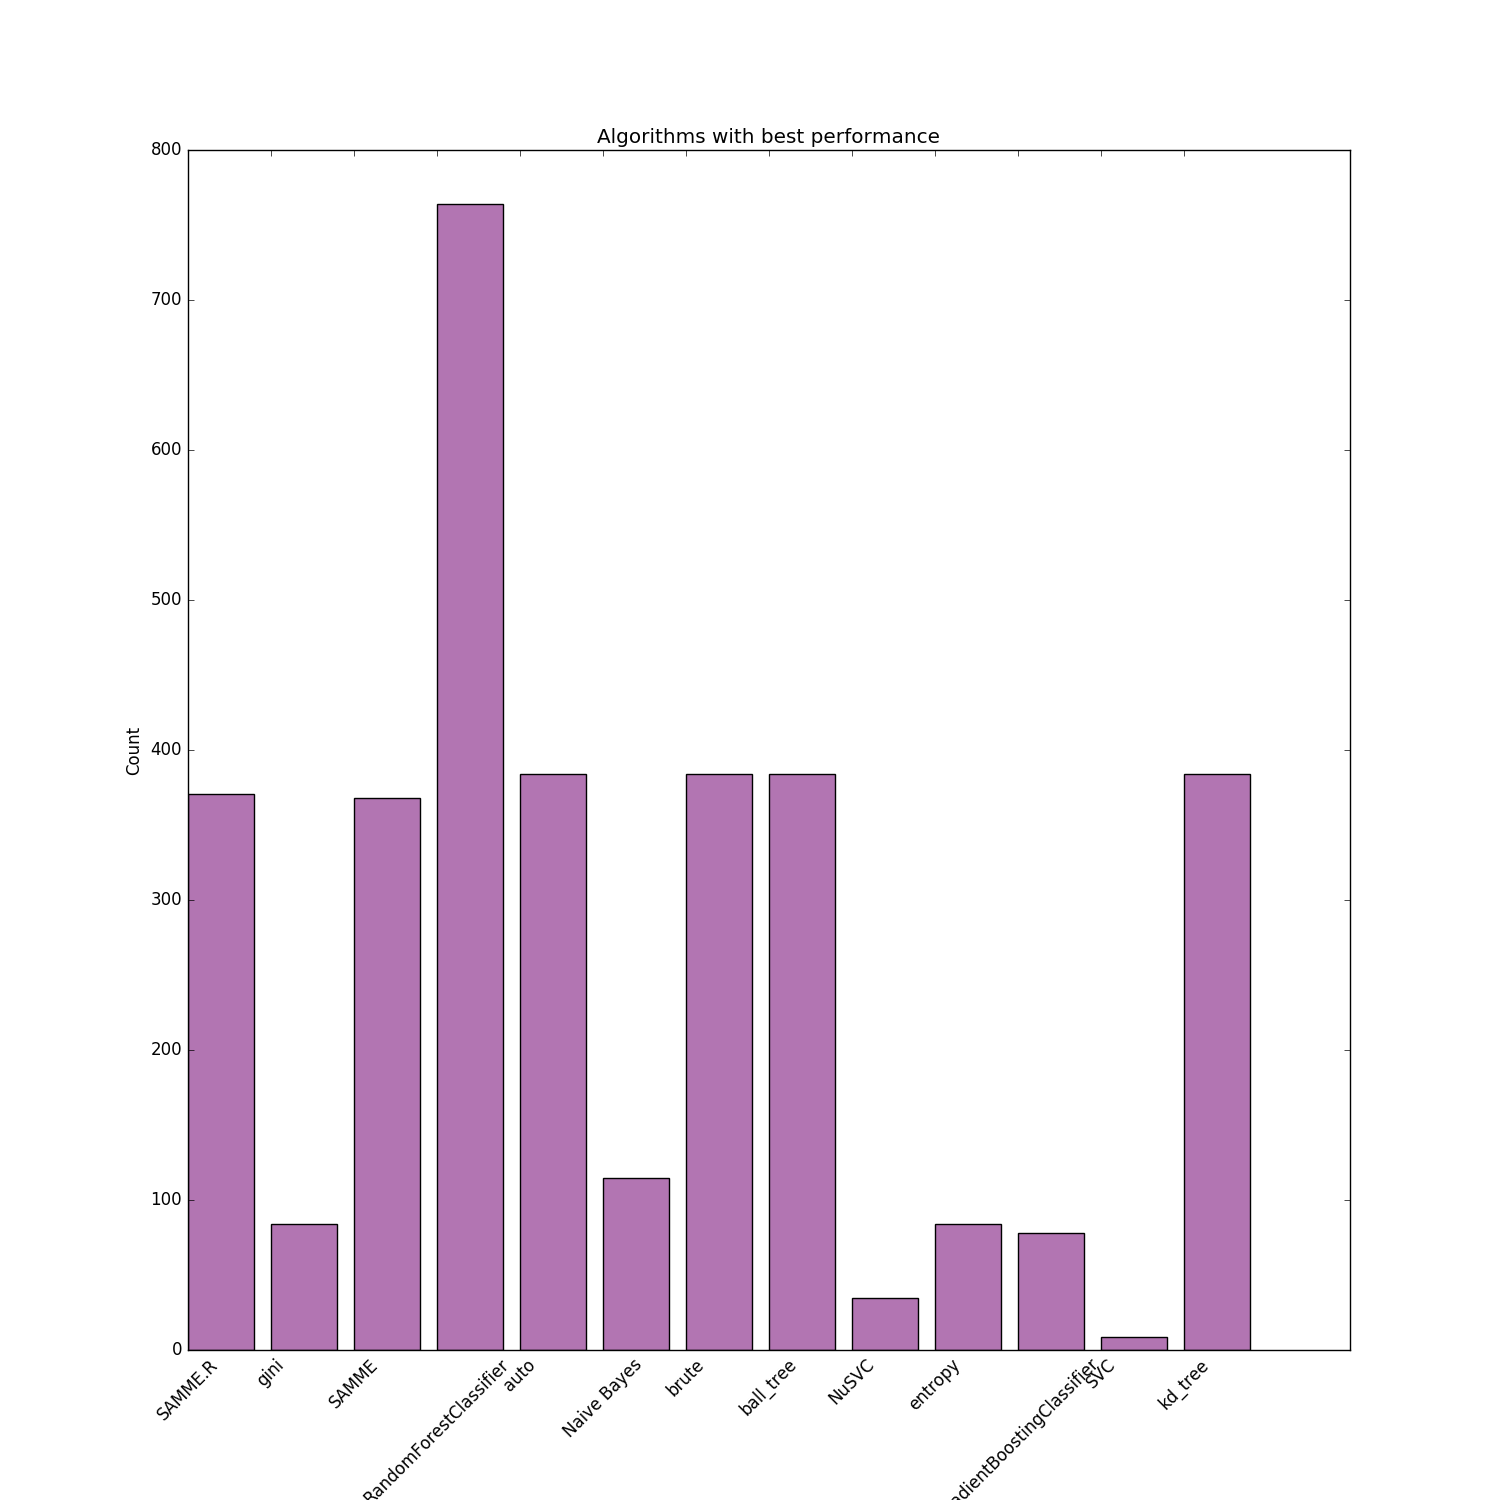 Algorithms with best performance
800
700
600
500
400
300
200
100
0
Count
SAMME.R
gini
SAMME
RandomForestClassifier
auto
Naive Bayes
brute
ball_tree
NuSVC
entropy
edientBoostingClassifier
SVC
kd_tree